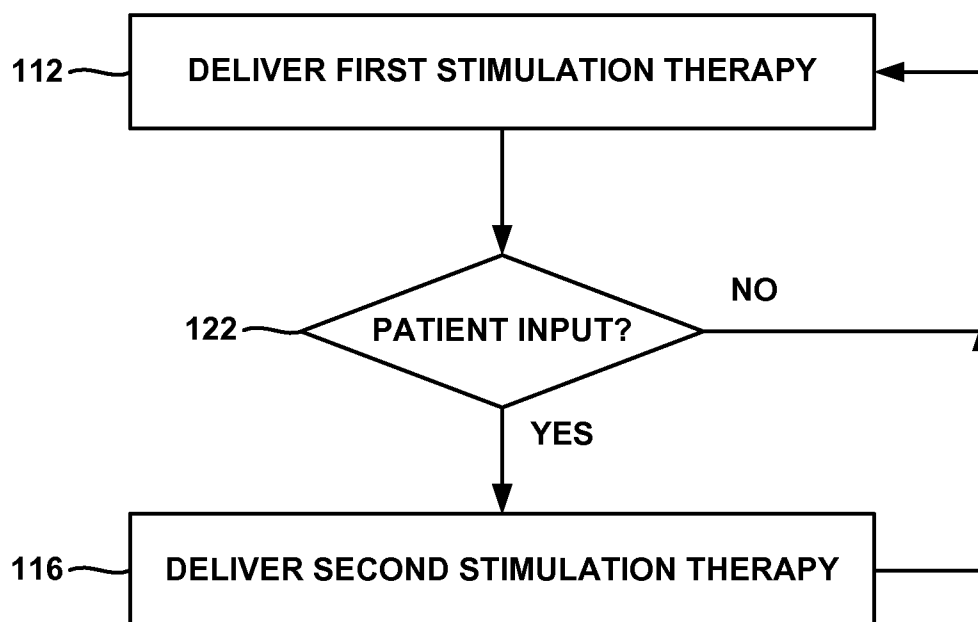 112
DELIVER FIRST STIMULATION THERAPY
NO
122
PATIENT INPUT?
YES
116
DELIVER SECOND STIMULATION THERAPY